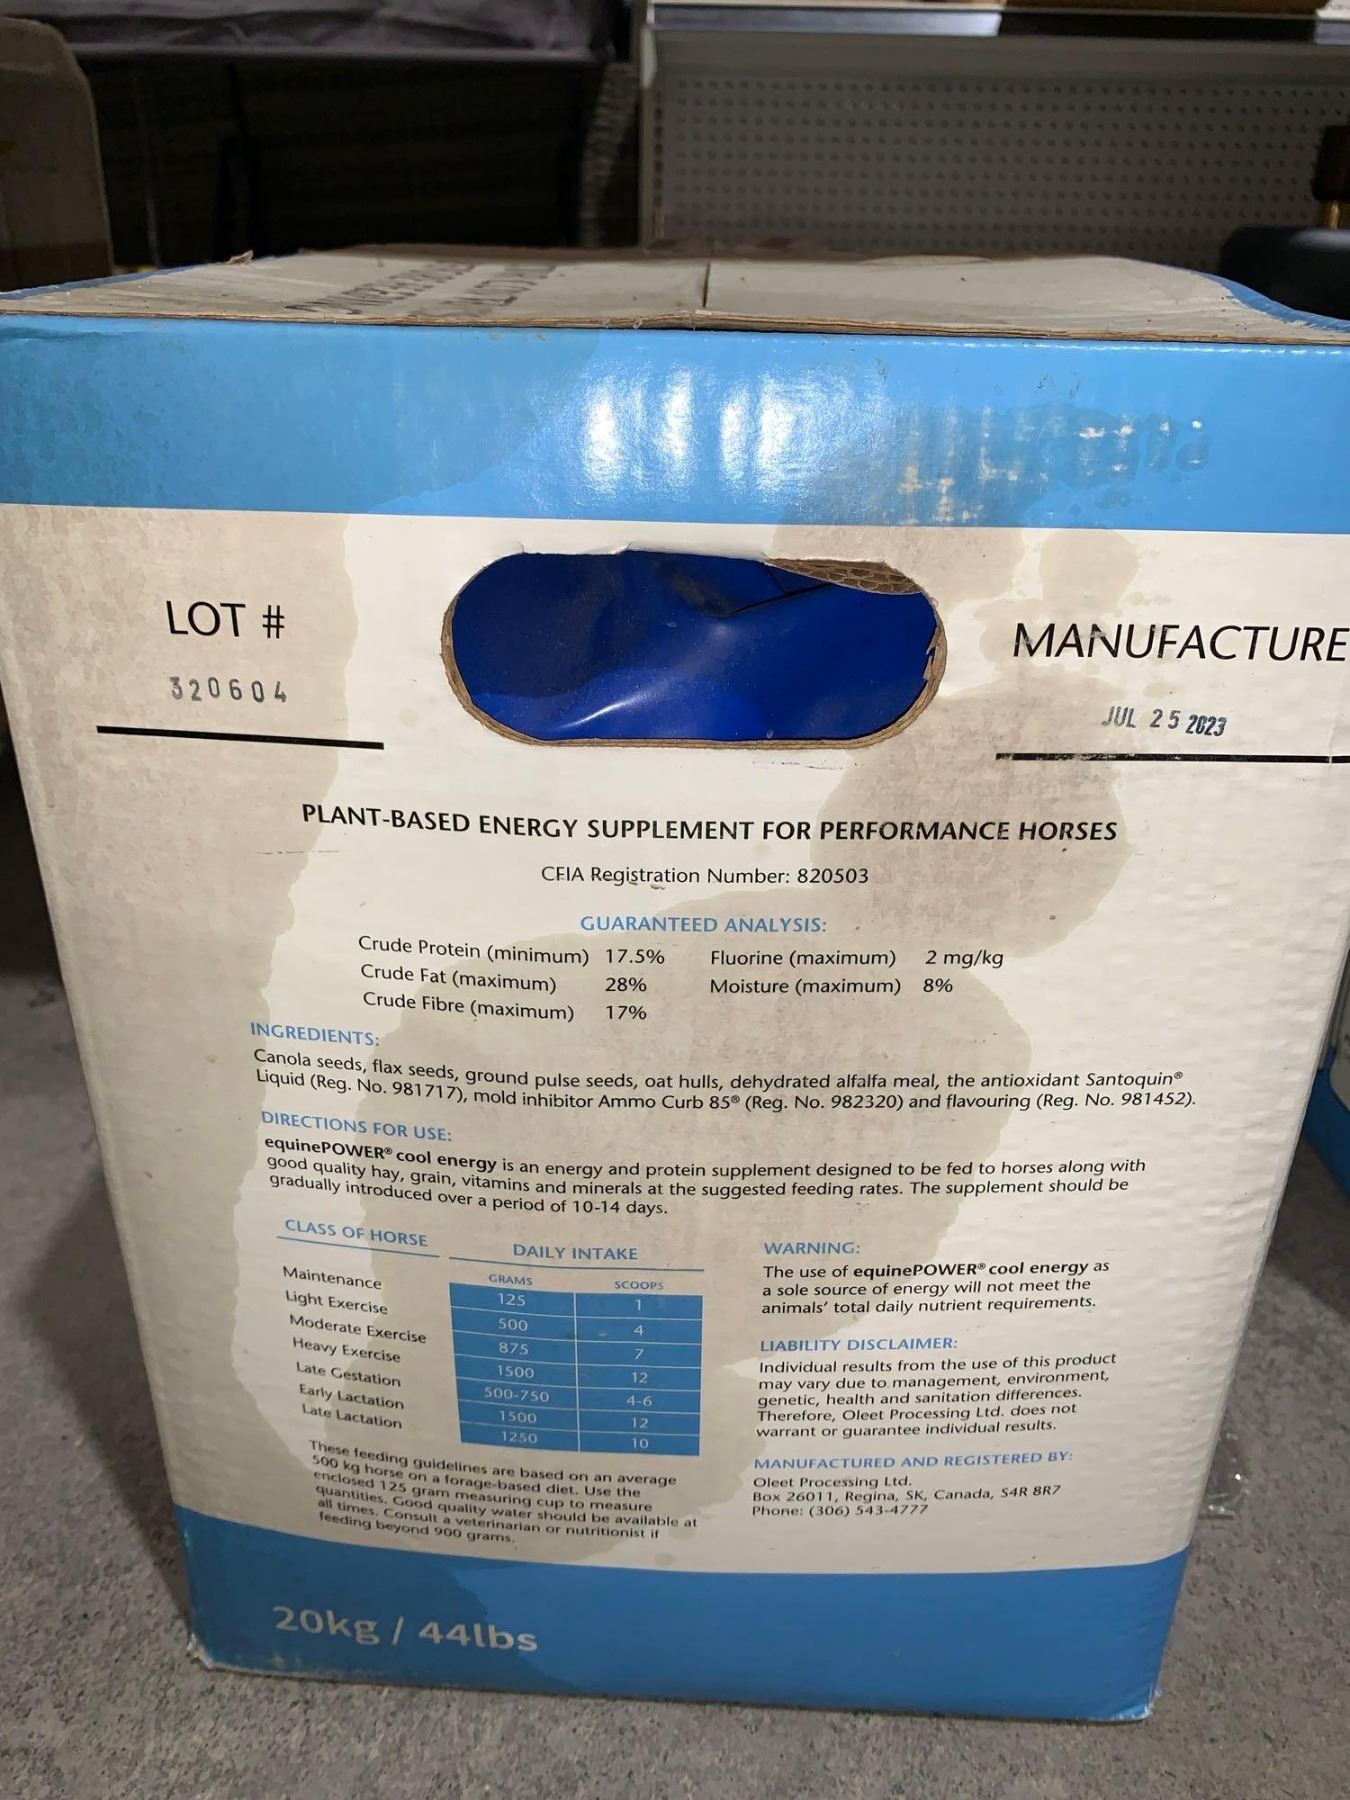 LOT #
320604
MANUFACTURE
JUL 25 2023
PLANT-BASED ENERGY SUPPLEMENT FOR PERFORMANCE HORSES
CFIA Registration Number: 820503
GUARANTEED ANALYSIS:
Crude Protein (minimum) 17.5% Fluorine (maximum) 2 mg/kg
Crude Fat (maximum) 28% Moisture (maximum) 8%
Crude Fibre (maximum) 17%
INGREDIENTS:
Canola seeds, flax seeds, ground pulse seeds, oat hulls, dehydrated alfalfa meal, the antioxidant Santoquin®
Liquid (Reg. No. 981717), mold inhibitor Ammo Curb 85® (Reg. No. 982320) and flavouring (Reg. No. 981452).
DIRECTIONS FOR USE:
equinePOWER® cool energy is an energy and protein supplement designed to be fed to horses along with
good quality hay, grain, vitamins and minerals at the suggested feeding rates. The supplement should be
gradually introduced over a period of 10-14 days.
CLASS OF HORSE DAILY INTAKE
GRAMS SCOOPS
Maintenance 125 1
Light Exercise 500 4
Moderate Exercise 875 7
Heavy Exercise 1500 12
Late Gestation 500-750 4-6
Early Lactation 1500 12
Late Lactation 1250 10
These feeding guidelines are based on an average
500 kg horse on a forage-based diet. Use the
enclosed 125 gram measuring cup to measure
quantities. Good quality water should be available at
all times. Consult a veterinarian or nutritionist if
feeding beyond 900 grams.
WARNING:
The use of equinePOWER® cool energy as
a sole source of energy will not meet the
animals' total daily nutrient requirements.
LIABILITY DISCLAIMER:
Individual results from the use of this product
may vary due to management, environment,
genetic, health and sanitation differences.
Therefore, Oleet Processing Ltd. does not
warrant or guarantee individual results.
MANUFACTURED AND REGISTERED BY:
Oleet Processing Ltd.
Box 26011, Regina, SK, Canada, S4R 8R7
Phone: (306) 543-4777
20kg / 44lbs